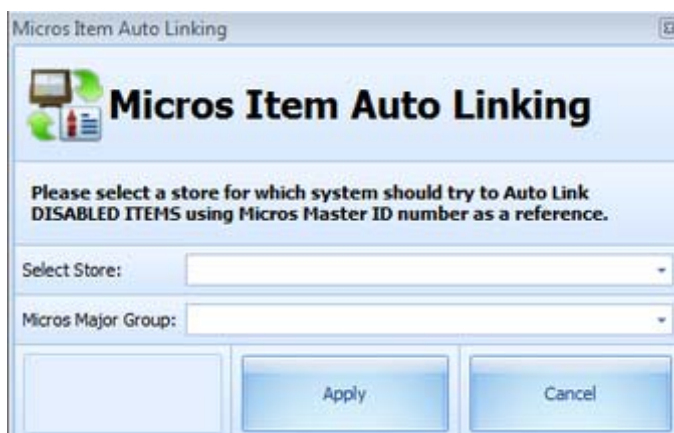 Micros Item Auto Linking
Micros Item Auto Linking
Please select a store for which system should try to Auto Link
DISABLED ITEMS using Micros Master ID number as a reference.
Select Store:
Micros Major Group:
Apply Cancel